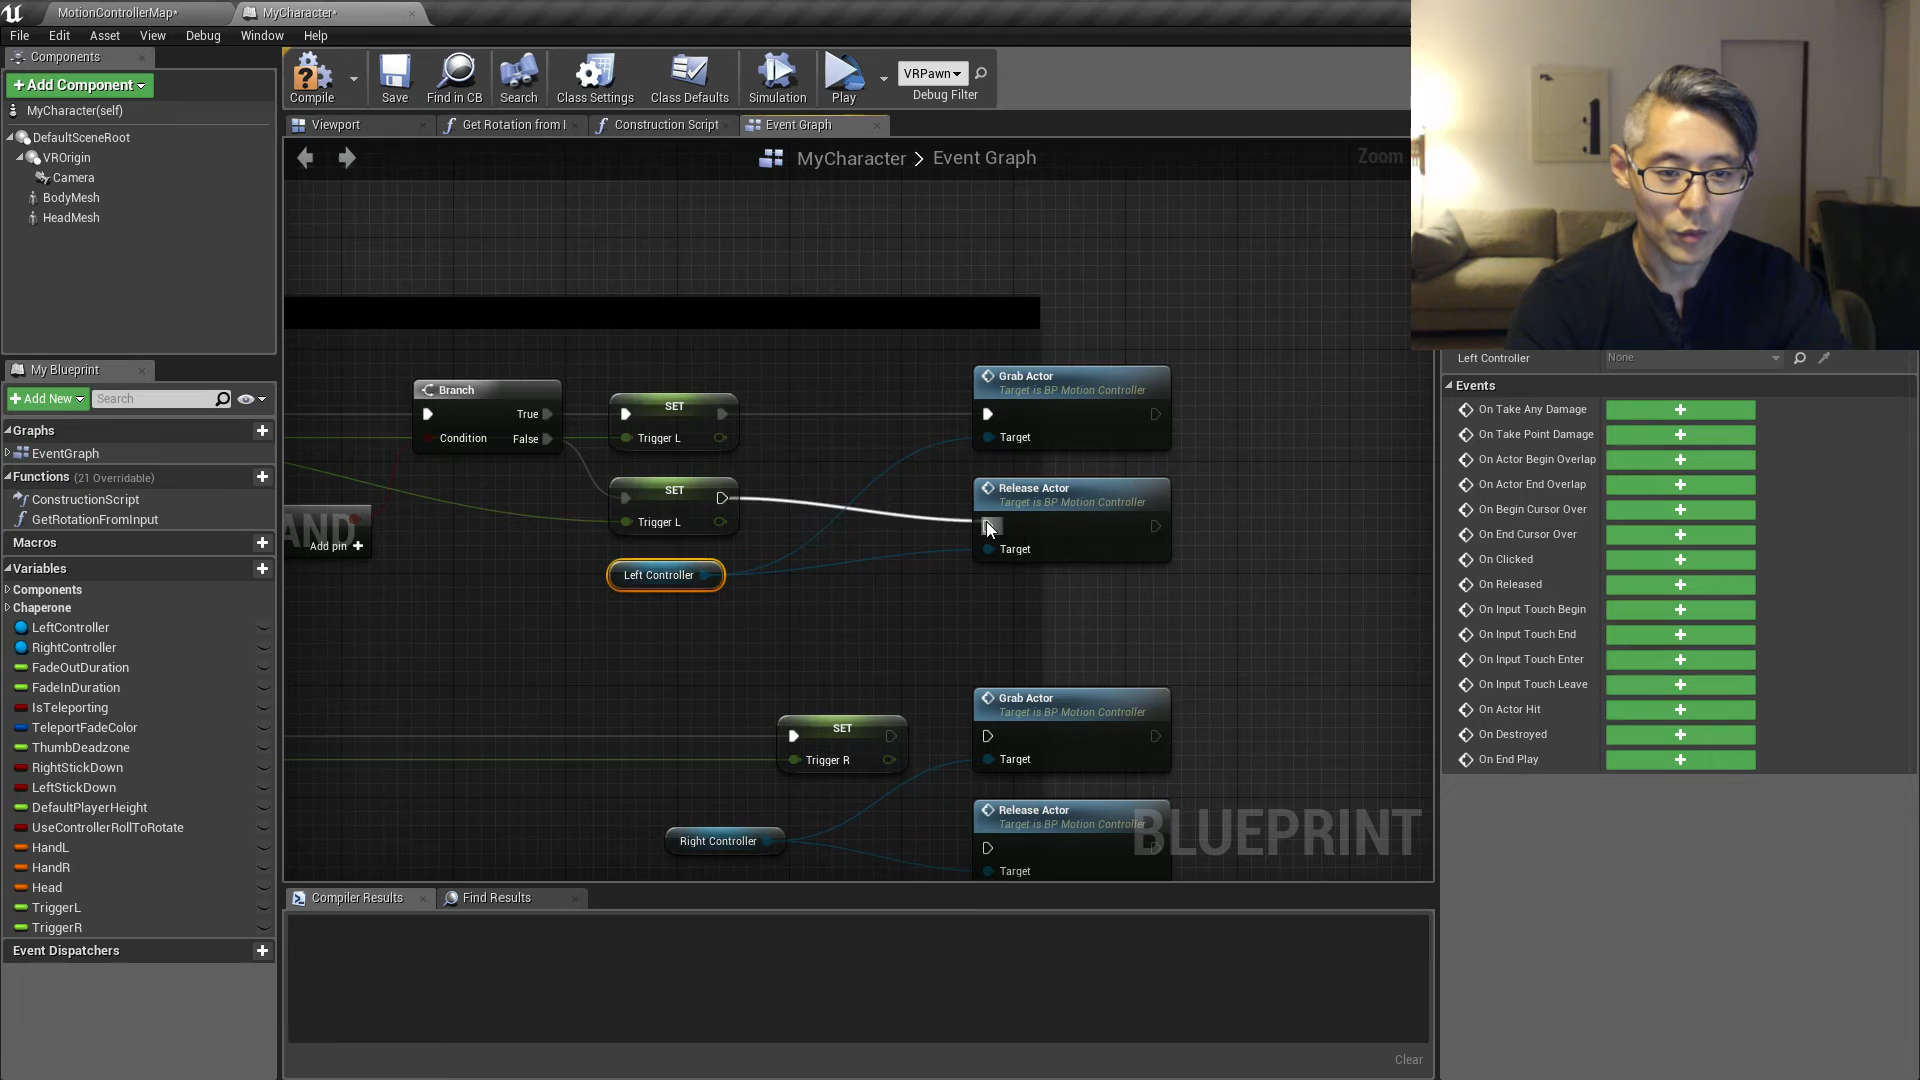 MotionControllerMap*
MyCharacter*
File Edit Asset View Debug Window Help
Components
+Add Component
MyCharacter(self)
DefaultSceneRoot
VROrigin
Camera
BodyMesh
HeadMesh
Compile
Save
Find in CB
Search
Class Settings
Class Defaults
Simulation
Play
VRPawn
Debug Filter
Viewport
Get Rotation from I
Construction Script
Event Graph
MyCharacter > Event Graph
Zoom
Branch
True
Condition
False
SET
Trigger L
SET
Trigger L
AND
Add pin +
Left Controller
Grab Actor
Target is BP Motion Controller
Target
Release Actor
Target is BP Motion Controller
Target
SET
Trigger R
Right Controller
Grab Actor
Target is BP Motion Controller
Target
Release Actor
Target is BP Motion Controller
Target
BLUEPRINT
My Blueprint
+Add New
Search
Graphs
EventGraph
Functions (21 Overridable)
ConstructionScript
GetRotationFromInput
Macros
Variables
Components
Chaperone
LeftController
RightController
FadeOutDuration
FadeInDuration
IsTeleporting
TeleportFadeColor
ThumbDeadzone
RightStickDown
LeftStickDown
DefaultPlayerHeight
UseControllerRollToRotate
HandL
HandR
Head
TriggerL
TriggerR
Event Dispatchers
Compiler Results
Find Results
Clear
Left Controller
None
Events
On Take Any Damage
On Take Point Damage
On Actor Begin Overlap
On Actor End Overlap
On Begin Cursor Over
On End Cursor Over
On Clicked
On Released
On Input Touch Begin
On Input Touch End
On Input Touch Enter
On Input Touch Leave
On Actor Hit
On Destroyed
On End Play